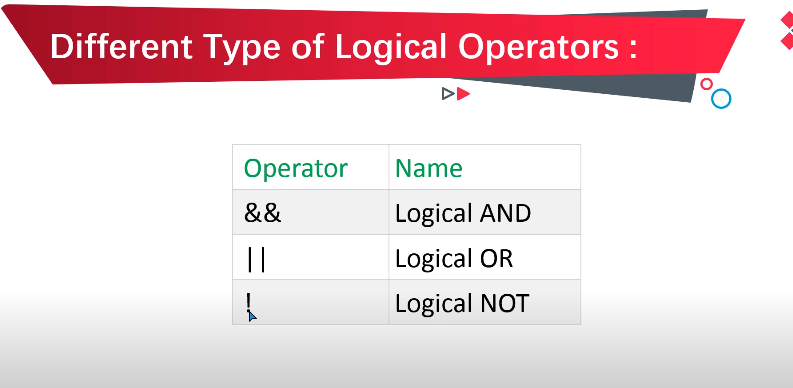 Different Type of Logical Operators :
Operator Name
&& Logical AND
|| Logical OR
! Logical NOT